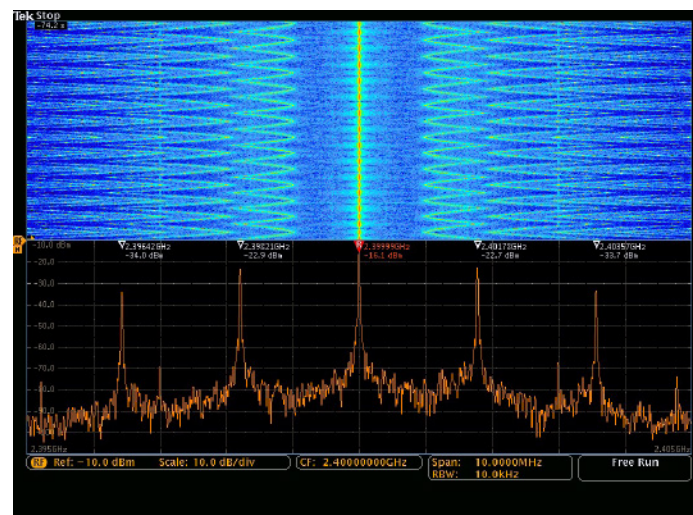 Tek Stop
-74.2 s
-10.0 dBm
2.39642GHz 2.39821GHz 2.39999GHz 2.40178GHz 2.40357GHz
-34.0 dBm -22.9 dBm -16.1 dBm -22.7 dBm -33.7 dBm
-20.0
-30.0
-40.0
-50.0
-60.0
-70.0
-80.0
-90.0
2.395GHz 2.405GHz
RF Ref: -10.0 dBm Scale: 10.0 dB/div CF: 2.40000000GHz Span: 10.0000MHz Free Run
RBW: 10.0kHz